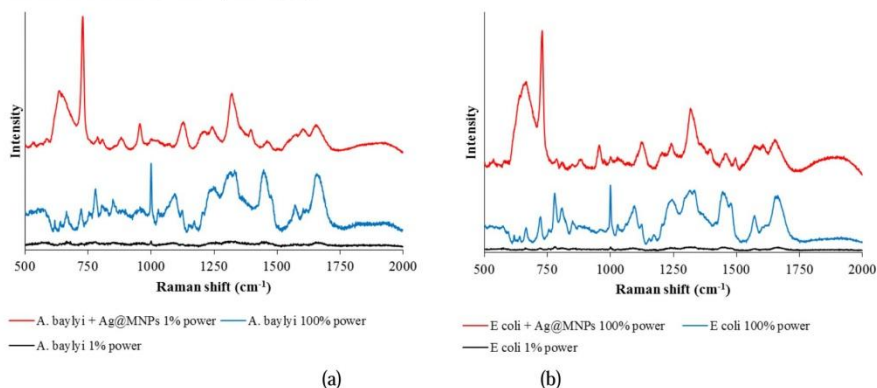 Intensity
500 750 1000 1250 1500 1750 2000
Raman shift (cm-1)
A. baylyi + Ag@MNPs 1% power A. baylyi 100% power
A. baylyi 1% power
(a)
Intensity
500 750 1000 1250 1500 1750 2000
Raman shift (cm-1)
E coli + Ag@MNPs 100% power E coli 100% power
E coli 1% power
(b)